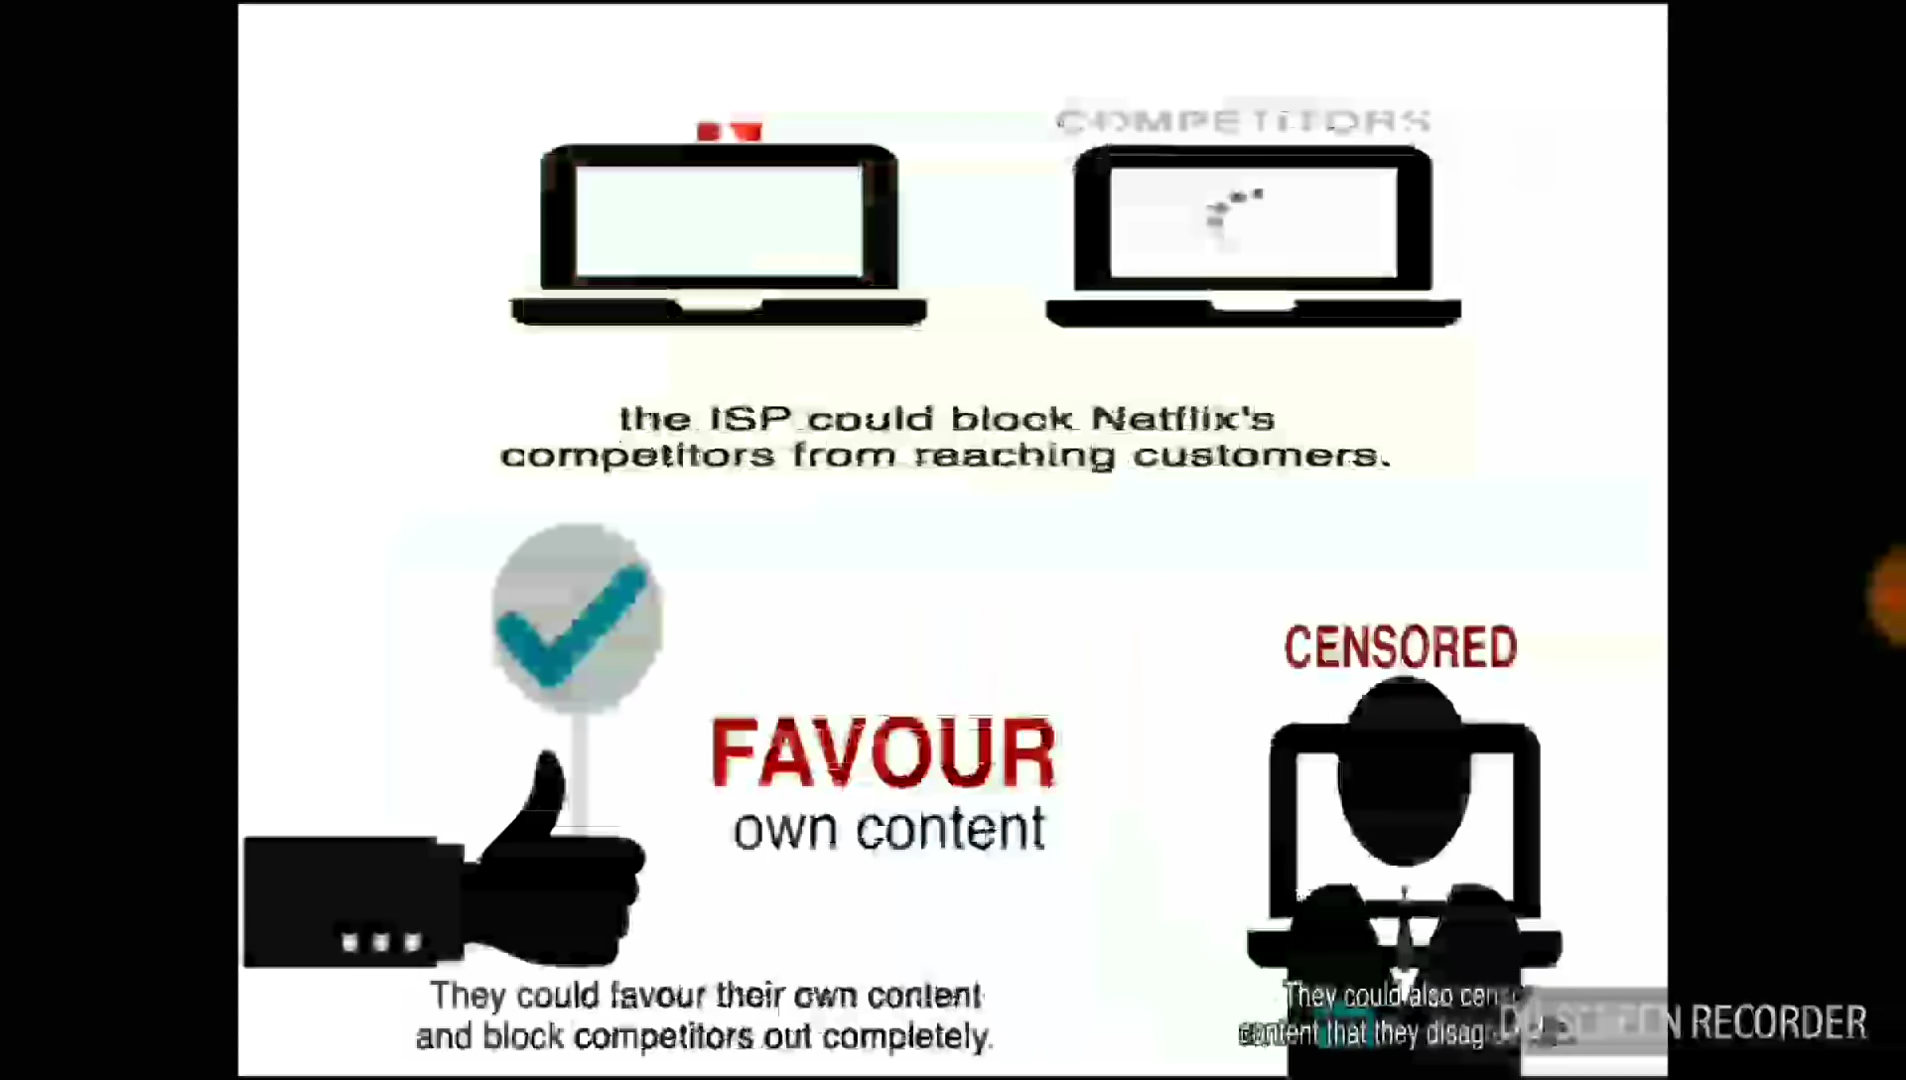 COMPETITORS
the ISP could block Netflix's
competitors from reaching customers.
CENSORED
FAVOUR
own content
They could favour their own content
and block competitors out completely.
They could also
content that they
SCREEN RECORDER